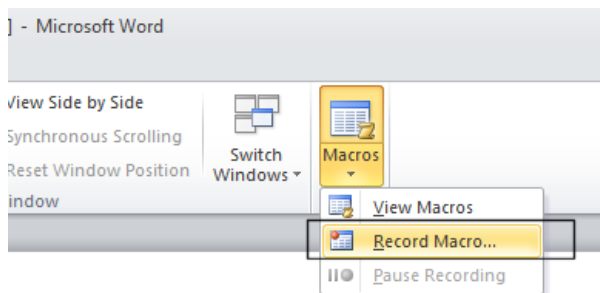 ] - Microsoft Word
View Side by Side
Synchronous Scrolling
Reset Window Position
indow
Switch
Windows
Macros
View Macros
Record Macro...
Pause Recording